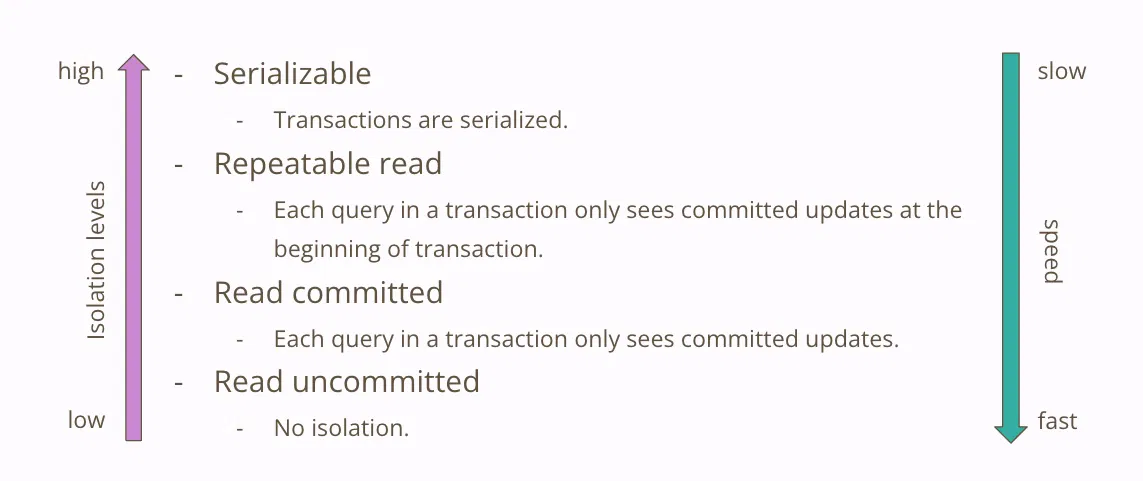 high
- Serializable
slow
- Transactions are serialized.
- Repeatable read
- Each query in a transaction only sees committed updates at the
beginning of transaction.
Isolation levels
speed
- Read committed
- Each query in a transaction only sees committed updates.
- Read uncommitted
low
- No isolation.
fast